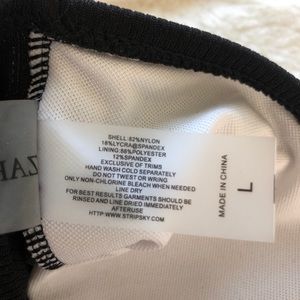 SHELL:82%NYLON
18%LYCRA@SPANDEX
LINING:88%POLYESTER
12%SPANDEX
EXCLUSIVE OF TRIMS
HAND WASH COLD SEPARATELY
DO NOT TWIST OR WRING
ONLY NON-CHLORINE BLEACH WHEN NEEDED
LINE DRY
FOR BEST RESULTS GARMENTS SHOULD BE
RINSED AND LINE DRIED IMMEDIATELY
AFTERUSE
HTTP:WWW.STRIPSKY.COM
L
MADE IN CHINA